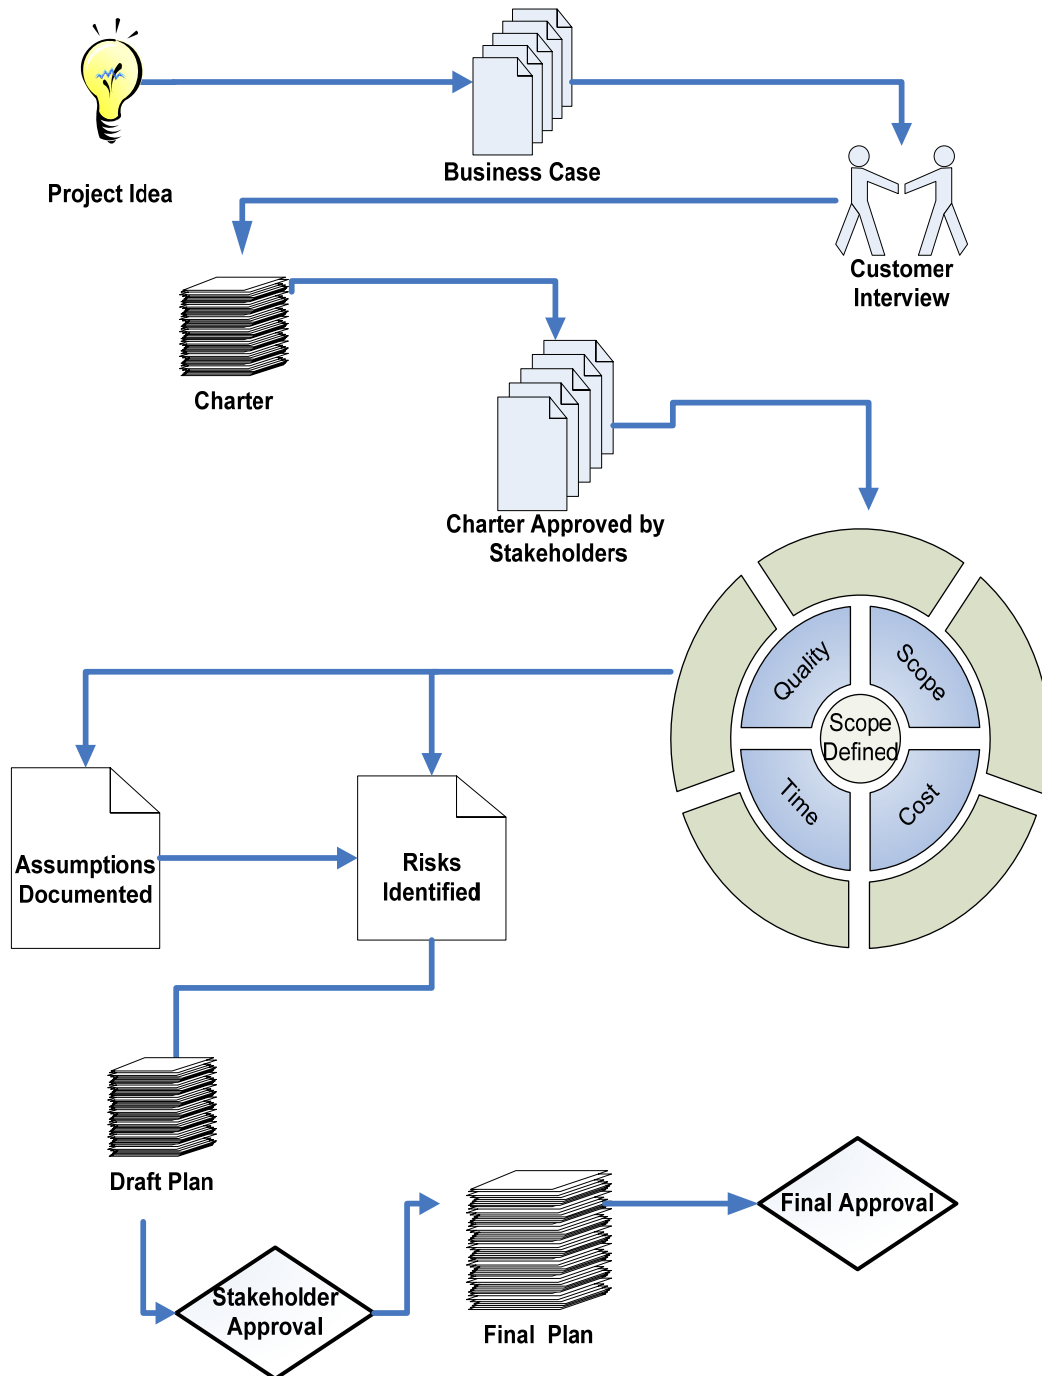 Project Idea
Business Case
Customer
Interview
Charter
Charter Approved by
Stakeholders
Quality
Scope
Scope
Defined
Time
Cost
Assumptions
Documented
Risks
Identified
Draft Plan
Stakeholder
Approval
Final Plan
Final Approval